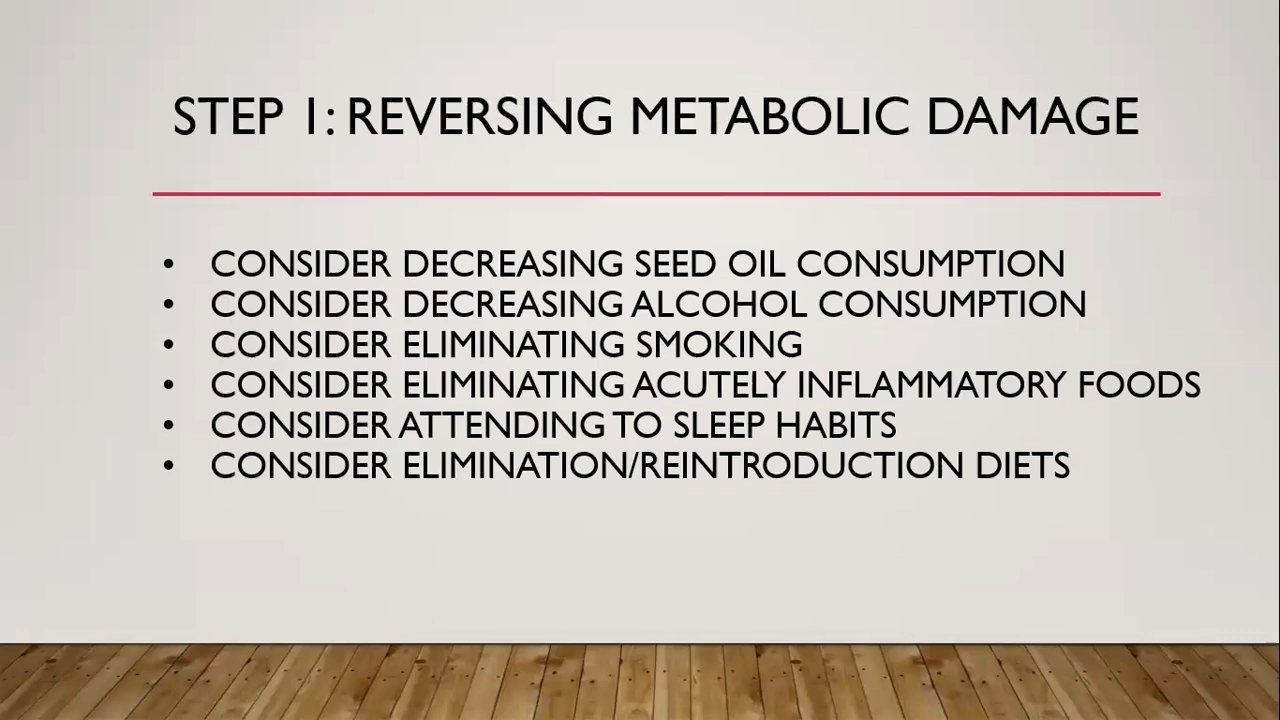 STEP 1: REVERSING METABOLIC DAMAGE
• CONSIDER DECREASING SEED OIL CONSUMPTION
• CONSIDER DECREASING ALCOHOL CONSUMPTION
• CONSIDER ELIMINATING SMOKING
• CONSIDER ELIMINATING ACUTELY INFLAMMATORY FOODS
• CONSIDER ATTENDING TO SLEEP HABITS
• CONSIDER ELIMINATION/REINTRODUCTION DIETS